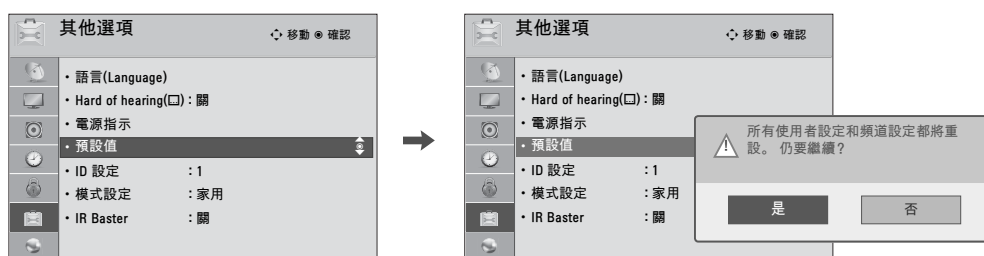 其他選項
移動 ◉ 確認
・語言(Language)
・Hard of hearing( ) : 關
・電源指示
・預設值
・ID 設定 : 1
・模式設定 : 家用
・IR Baster : 關
其他選項
移動 ◉ 確認
・語言(Language)
・Hard of hearing( ) : 關
・電源指示
・預設值
・ID 設定 : 1
・模式設定 : 家用
・IR Baster : 關
所有使用者設定和頻道設定都將重
設。 仍要繼續?
是
否